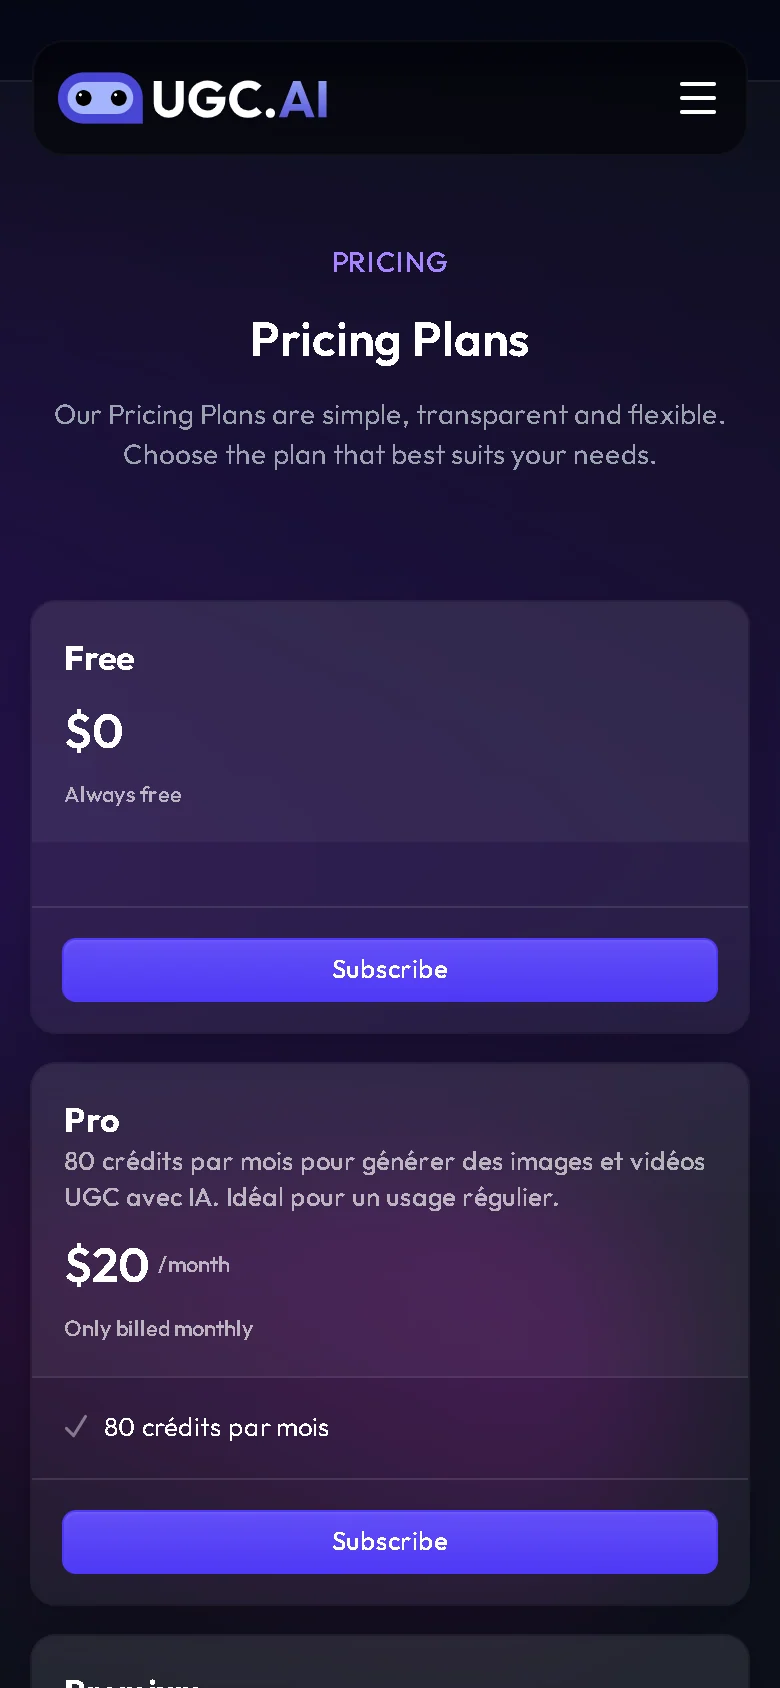 UGC.AI
PRICING
Pricing Plans
Our Pricing Plans are simple, transparent and flexible.
Choose the plan that best suits your needs.
Free
$0
Always free
Subscribe
Pro
80 crédits par mois pour générer des images et vidéos
UGC avec IA. Idéal pour un usage régulier.
$20 /month
Only billed monthly
80 crédits par mois
Subscribe
Premium